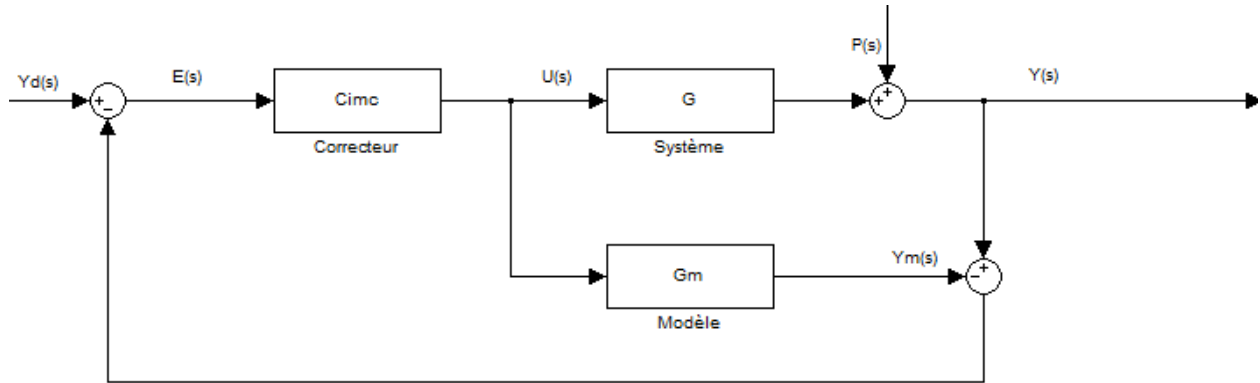 P(s)
Yd(s)
E(s)
U(s)
Y(s)
Cimc
G
Correcteur
Système
Gm
Ym(s)
Modèle